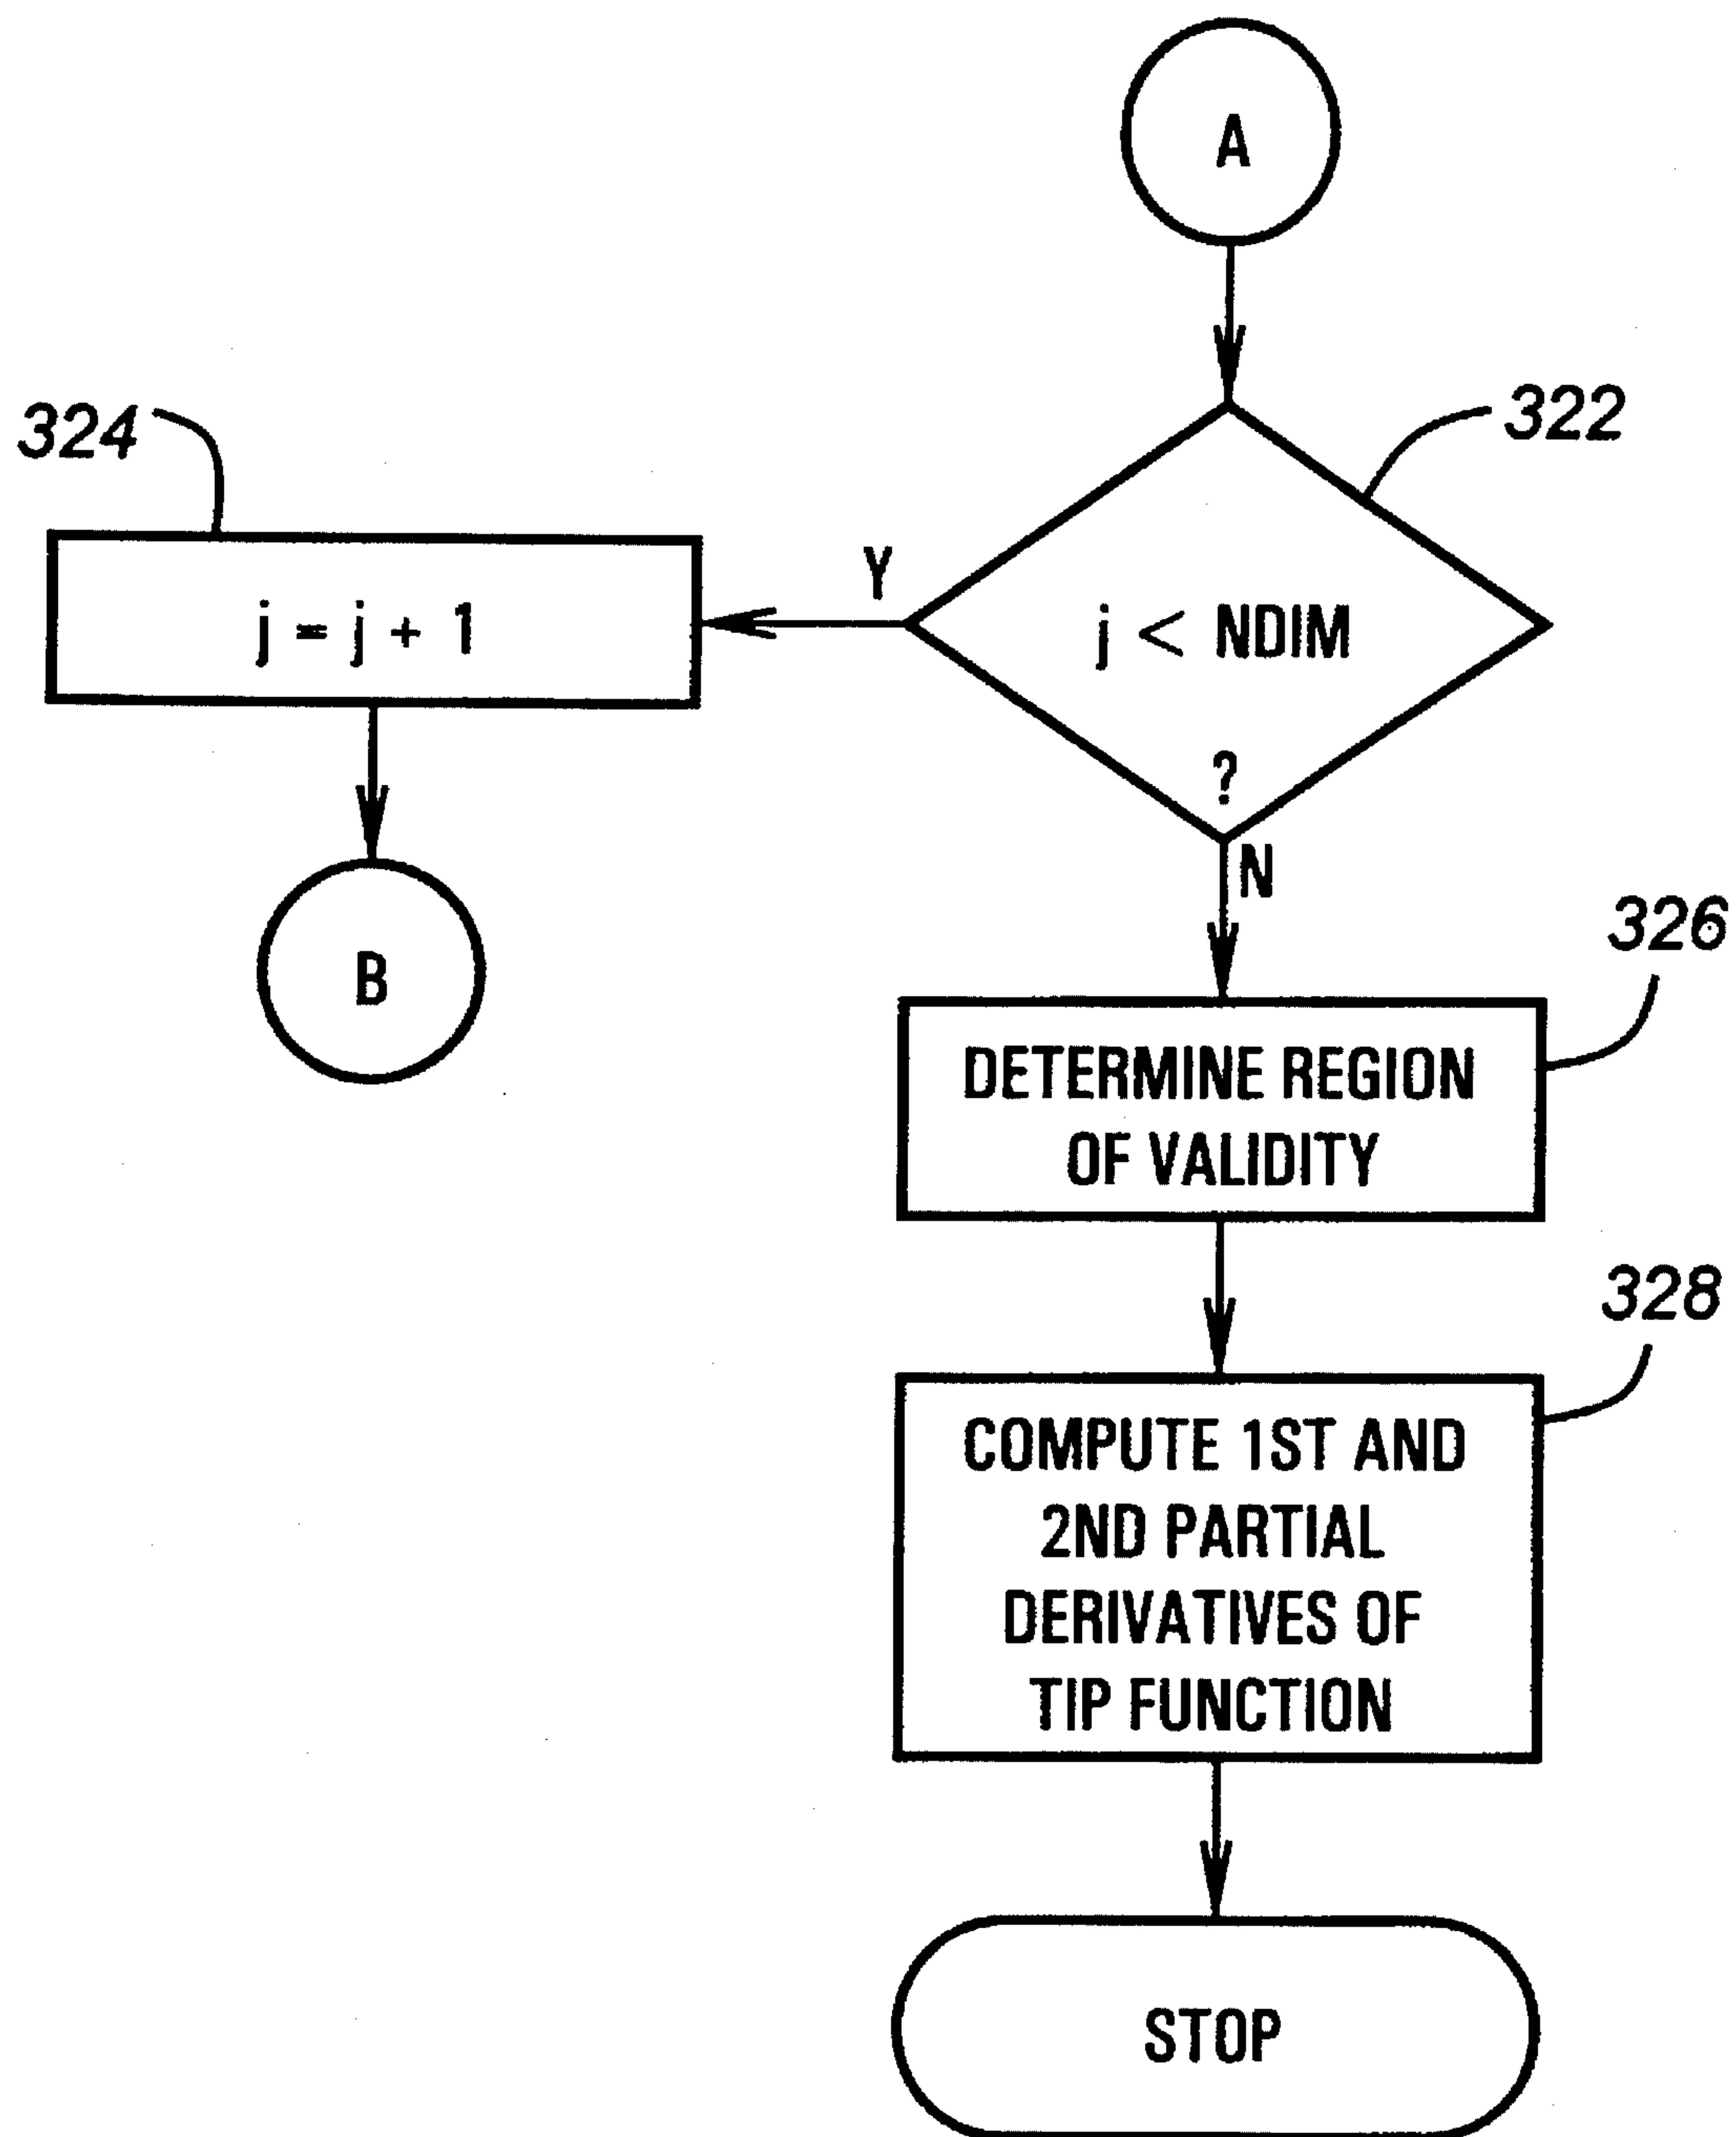 A
322
324
j < NDIM
?
Y
j = j + 1
B
N
326
DETERMINE REGION
OF VALIDITY
328
COMPUTE 1ST AND
2ND PARTIAL
DERIVATIVES OF
TIP FUNCTION
STOP